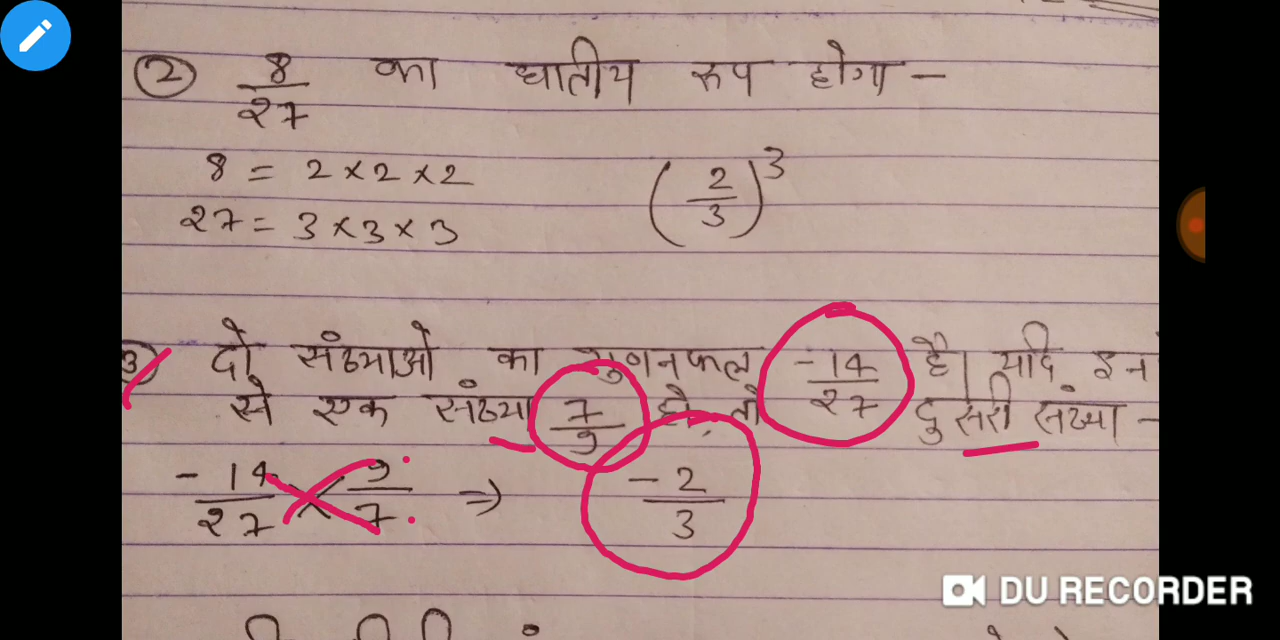 ② 8/27 का घातीय रूप होगा –
8 = 2 × 2 × 2
27 = 3 × 3 × 3
(2/3)^3
③ दो संख्याओ का गुणनफल -14/27 है। यदि इन
से एक संख्या 7/9 हो, तो दुसरी संख्या –
-14/27 × 9/7 ⇒ -2/3
DU RECORDER